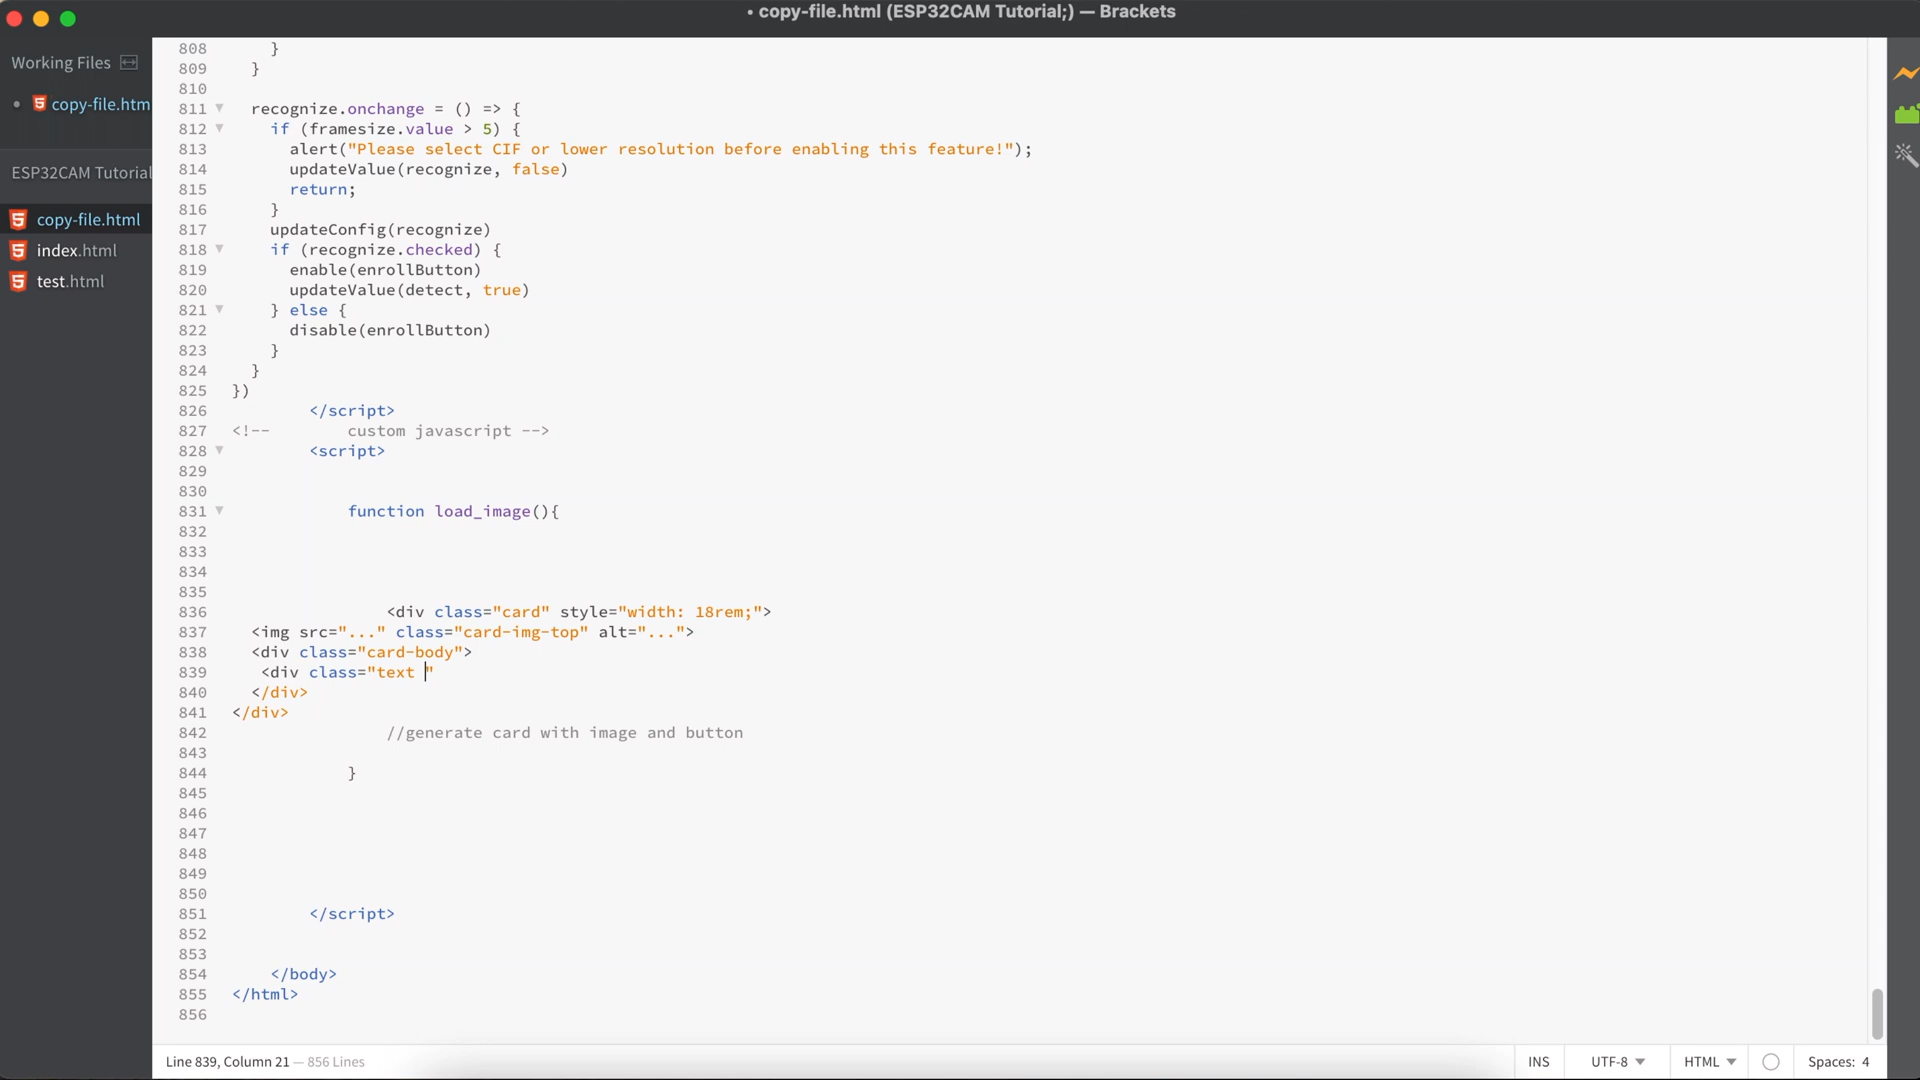 • copy-file.html (ESP32CAM Tutorial;) — Brackets
Working Files
• copy-file.htm
ESP32CAM Tutorial
copy-file.html
index.html
test.html
808 }
809 }
810
811 recognize.onchange = () => {
812 if (framesize.value > 5) {
813 alert("Please select CIF or lower resolution before enabling this feature!");
814 updateValue(recognize, false)
815 return;
816 }
817 updateConfig(recognize)
818 if (recognize.checked) {
819 enable(enrollButton)
820 updateValue(detect, true)
821 } else {
822 disable(enrollButton)
823 }
824 }
825 })
826 </script>
827 <!-- custom javascript -->
828 <script>
829
830
831 function load_image(){
832
833
834
835
836 <div class="card" style="width: 18rem;">
837 <img src="..." class="card-img-top" alt="...">
838 <div class="card-body">
839 <div class="text "
840 </div>
841 </div>
842 //generate card with image and button
843
844 }
845
846
847
848
849
850
851 </script>
852
853
854 </body>
855 </html>
856
Line 839, Column 21 — 856 Lines
INS UTF-8 HTML Spaces: 4